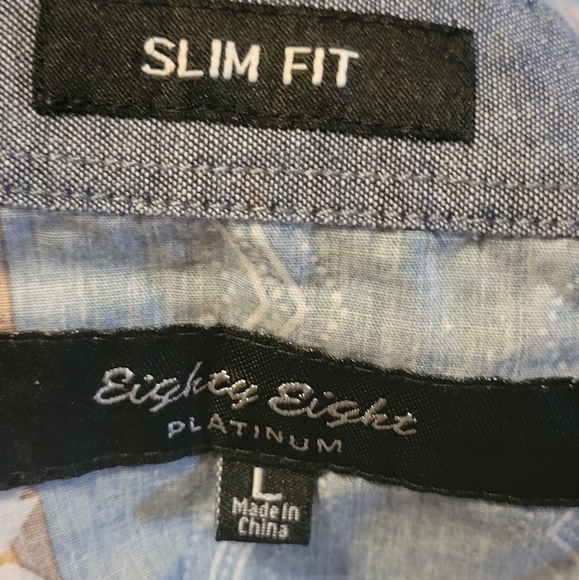 SLIM FIT
Eighty Eight
PLATINUM
L
Made in
China